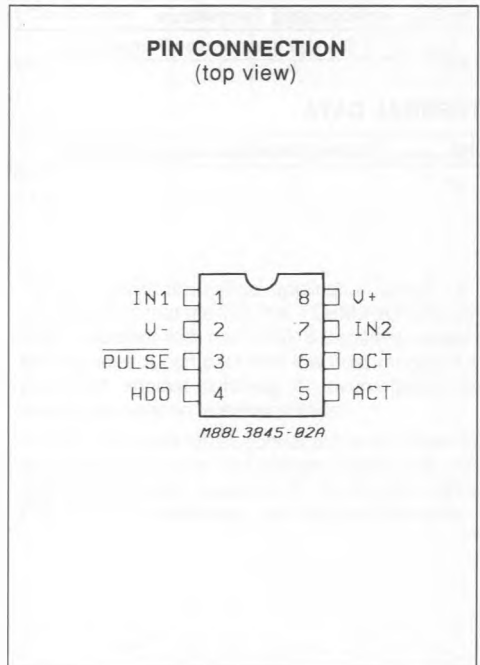 PIN CONNECTION
(top view)
IN1 1 8 V+
V- 2 7 IN2
PULSE 3 6 DCT
HDO 4 5 ACT
M88L3845-02A